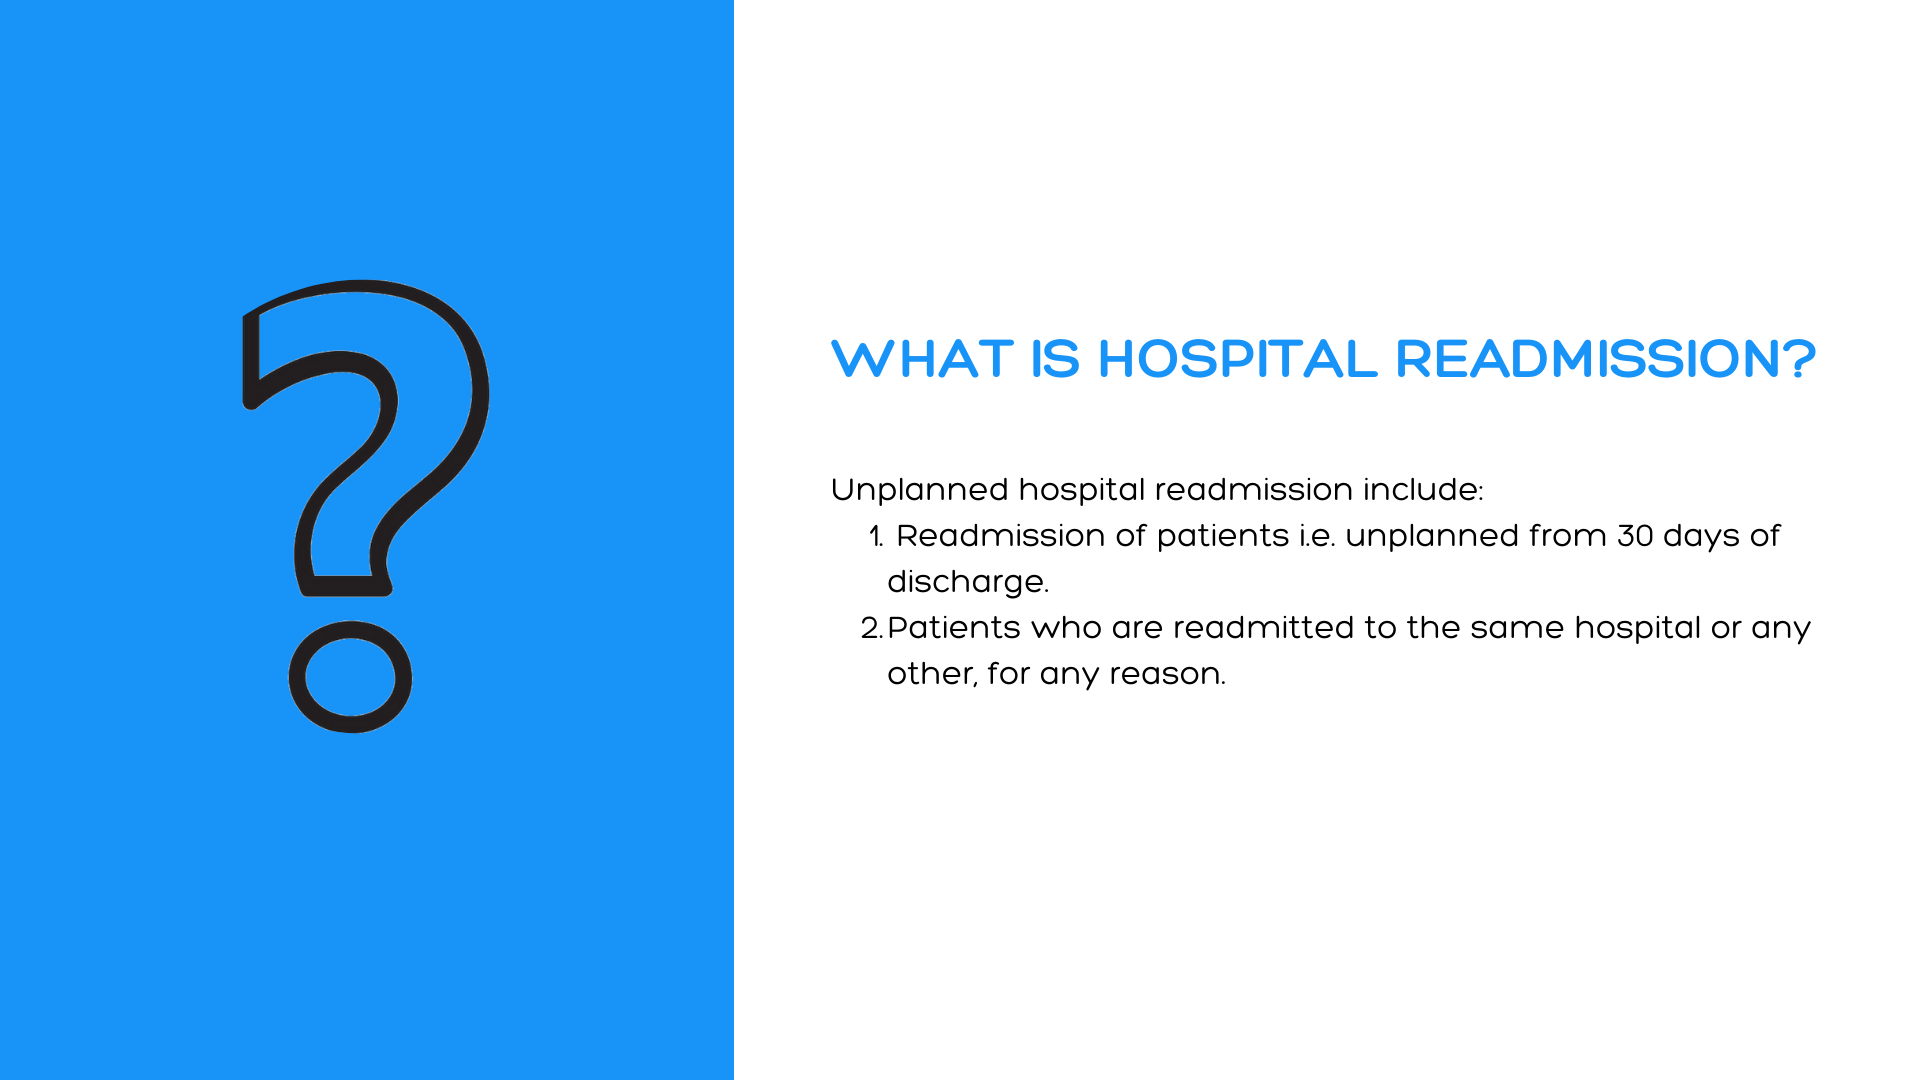 WHAT IS HOSPITAL READMISSION?
Unplanned hospital readmission include:
1. Readmission of patients i.e. unplanned from 30 days of
discharge.
2. Patients who are readmitted to the same hospital or any
other, for any reason.